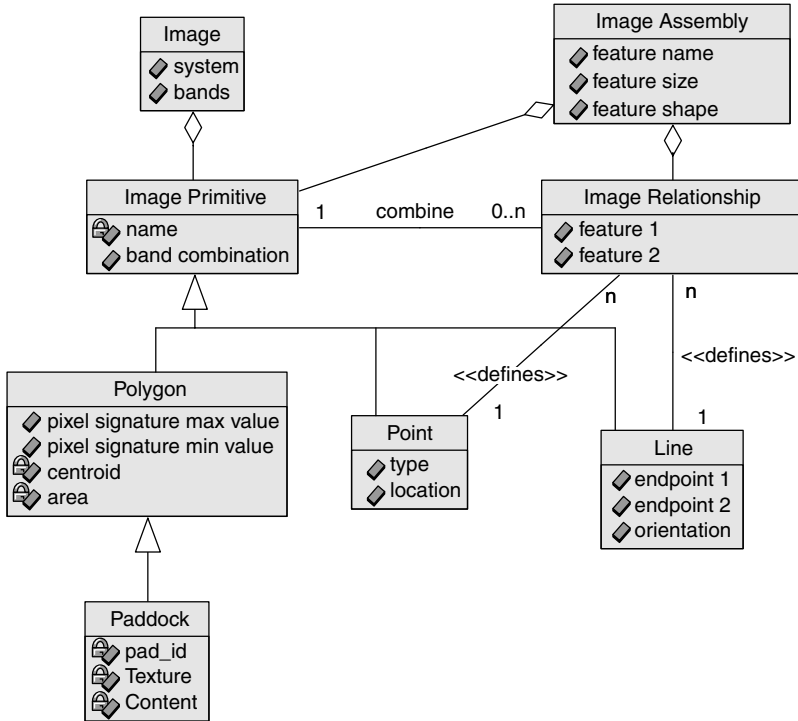 Image
system
bands
Image Assembly
feature name
feature size
feature shape
Image Primitive
name
band combination
1 combine 0..n
Image Relationship
feature 1
feature 2
n
n
<<defines>>
<<defines>>
1
1
Polygon
pixel signature max value
pixel signature min value
centroid
area
Point
type
location
Line
endpoint 1
endpoint 2
orientation
Paddock
pad_id
Texture
Content